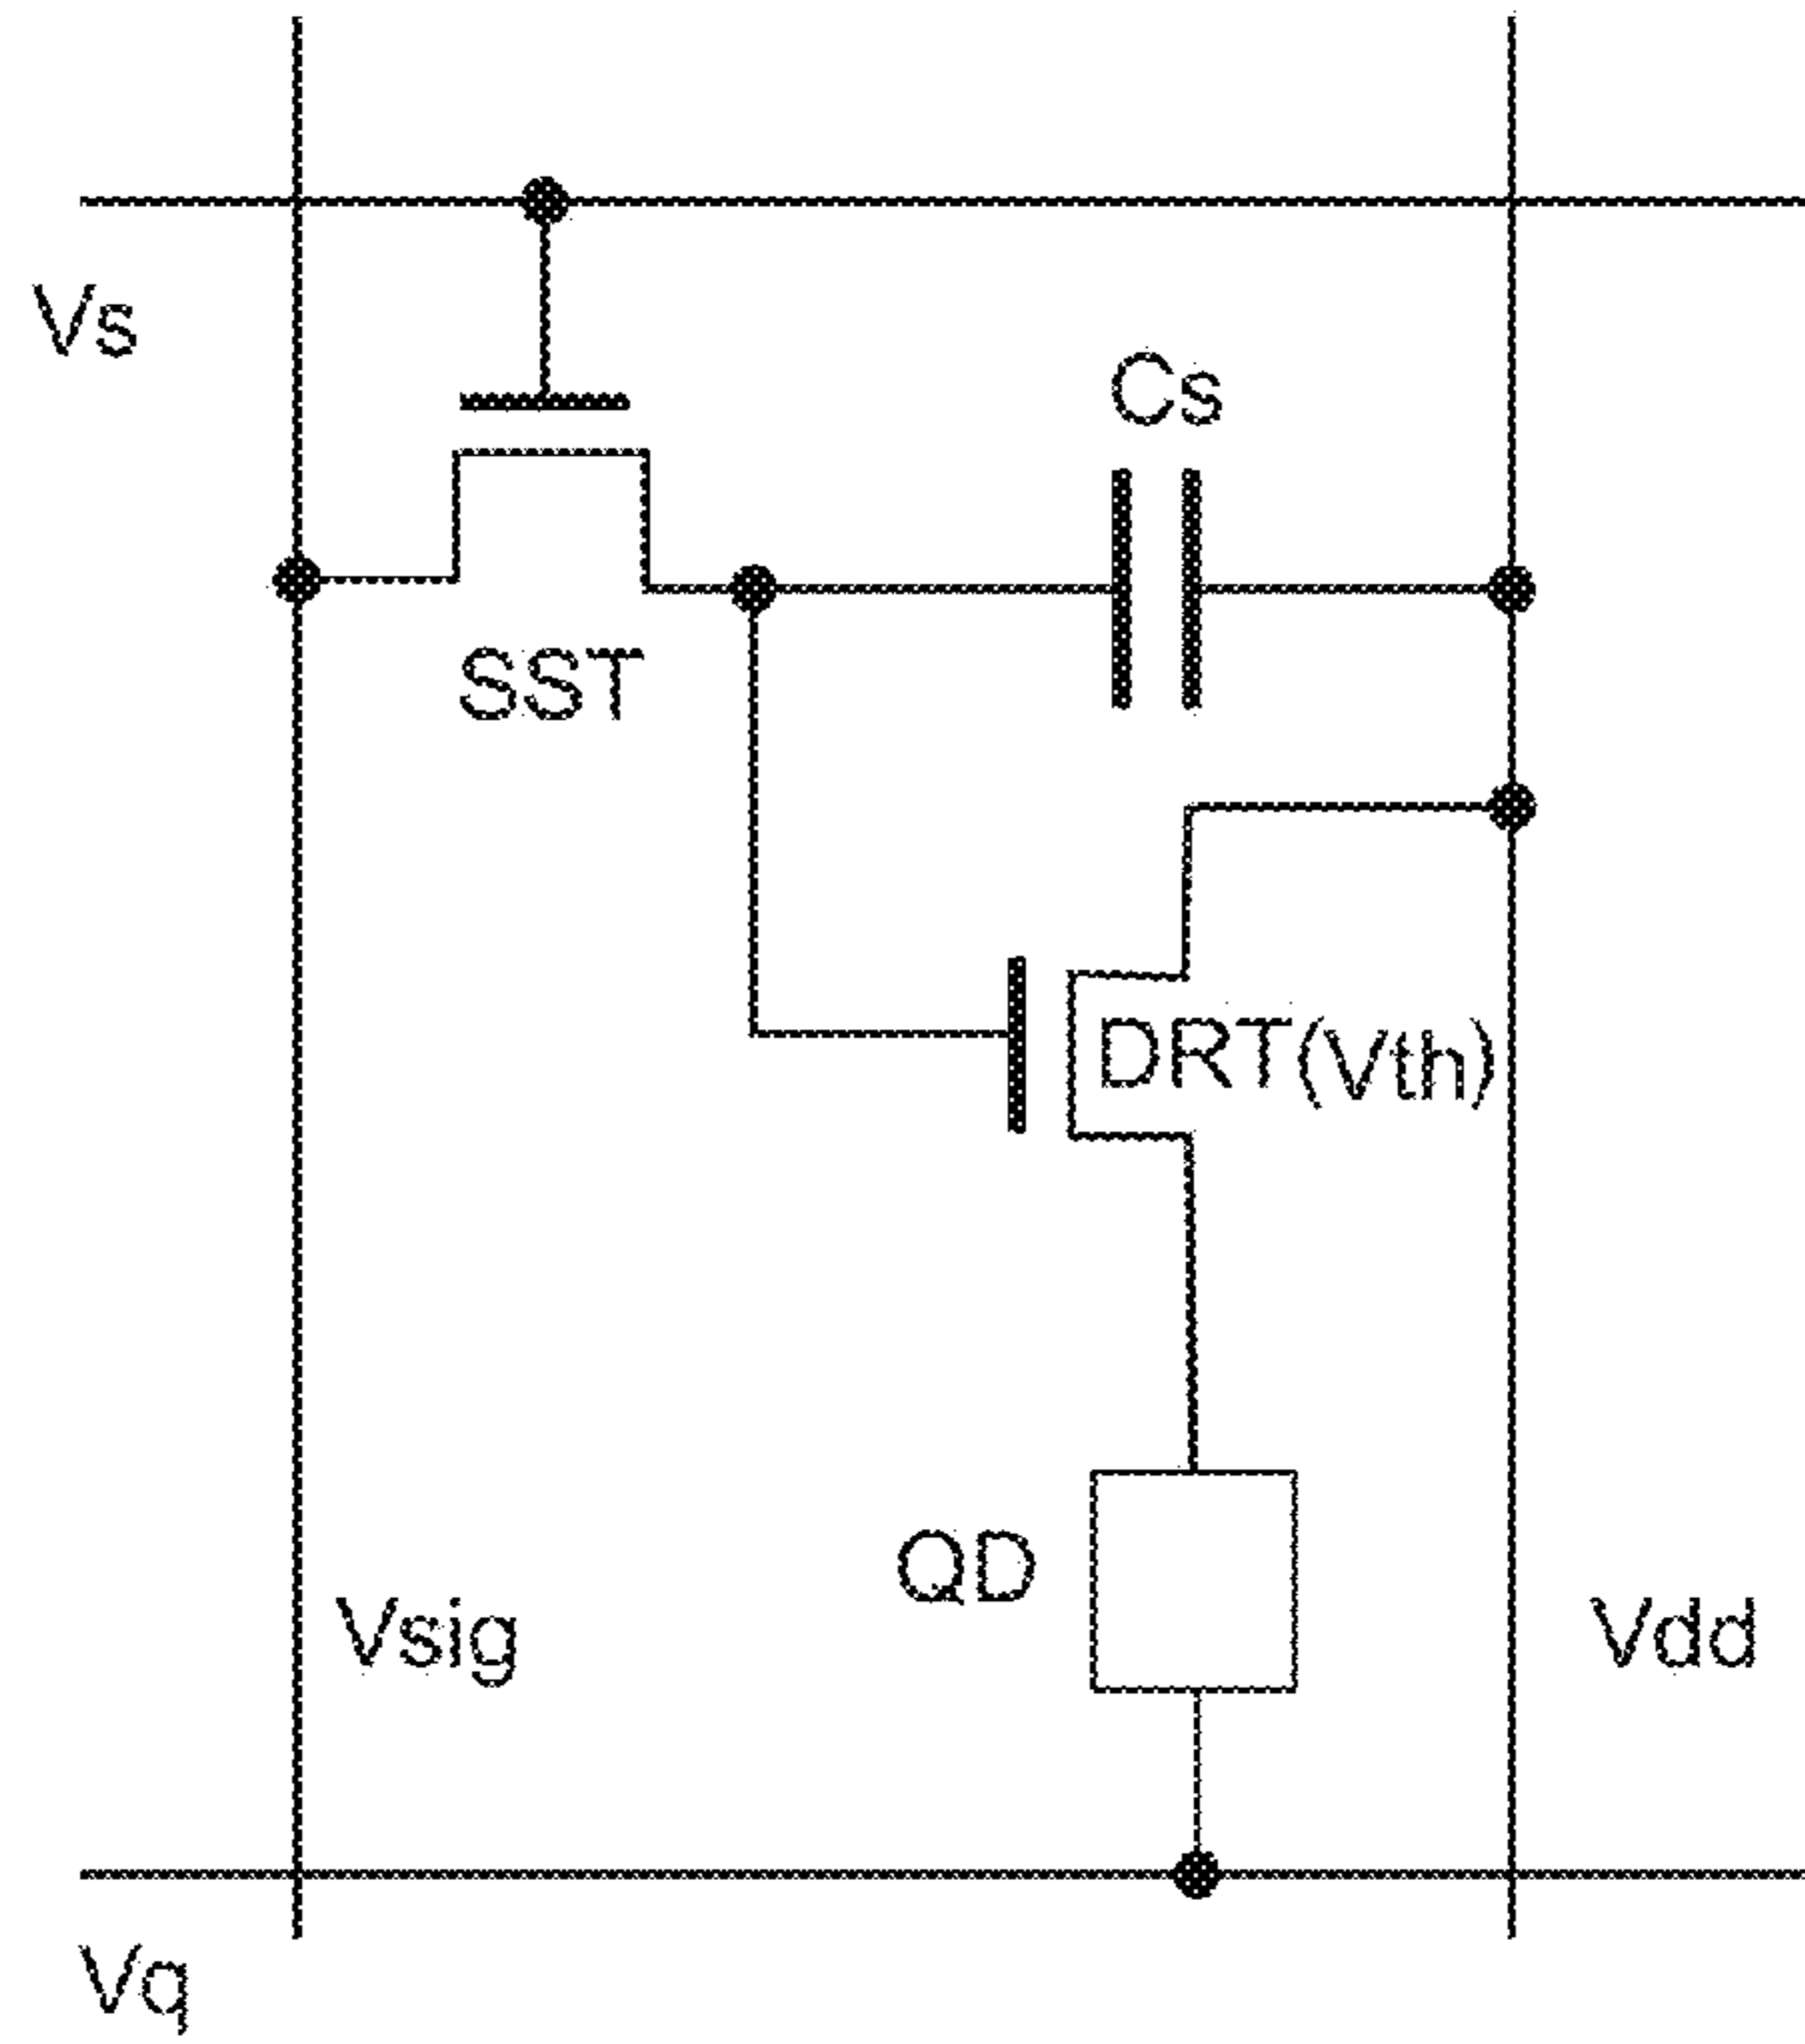 Vs
Cs
SST
DRT(Vth)
QD
Vsig
Vdd
Vq